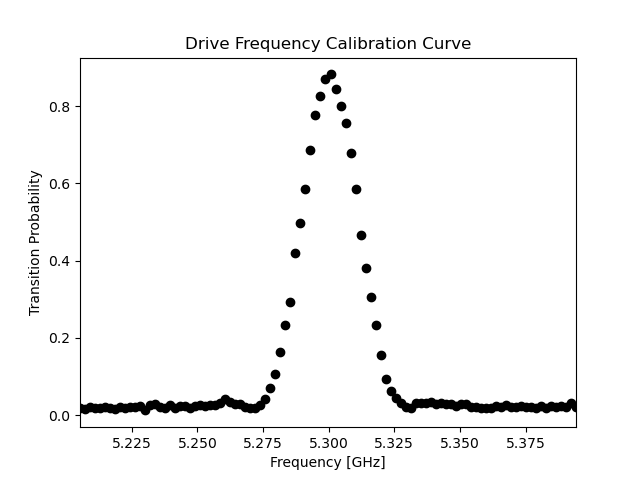 Drive Frequency Calibration Curve
Transition Probability
0.8
0.6
0.4
0.2
0.0
5.225 5.250 5.275 5.300 5.325 5.350 5.375
Frequency [GHz]